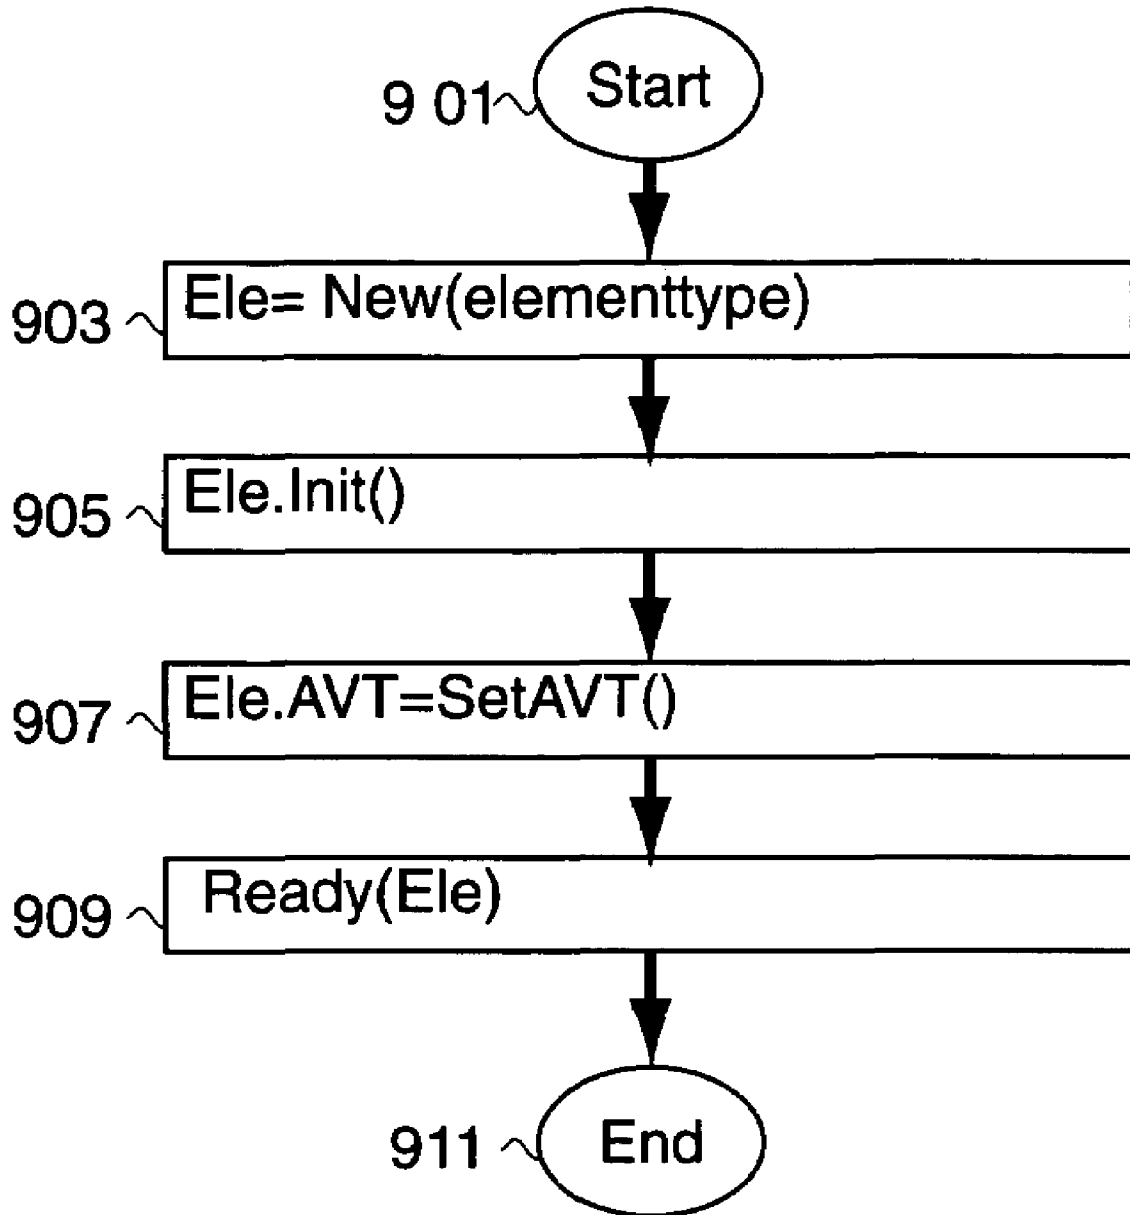 9 01 Start
903 Ele= New(elementtype)
905 Ele.Init()
907 Ele.AVT=SetAVT()
909 Ready(Ele)
911 End